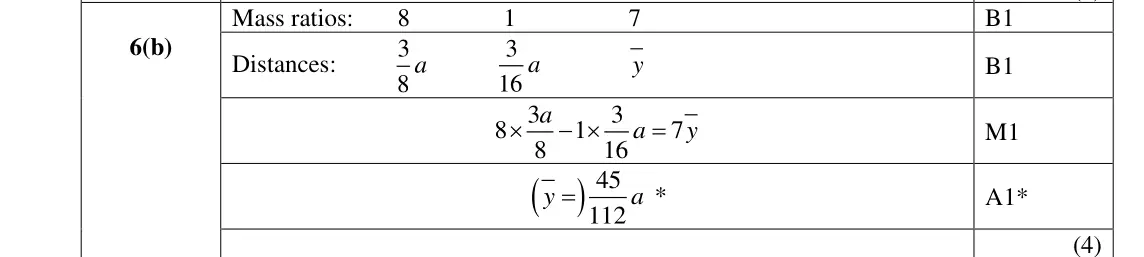 6(b)
Mass ratios: 8 1 7 B1
Distances: 3/8 a 3/16 a y̅ B1
8 × 3a/8 − 1 × 3/16 a = 7y̅ M1
(y̅ =) 45/112 a * A1*
(4)